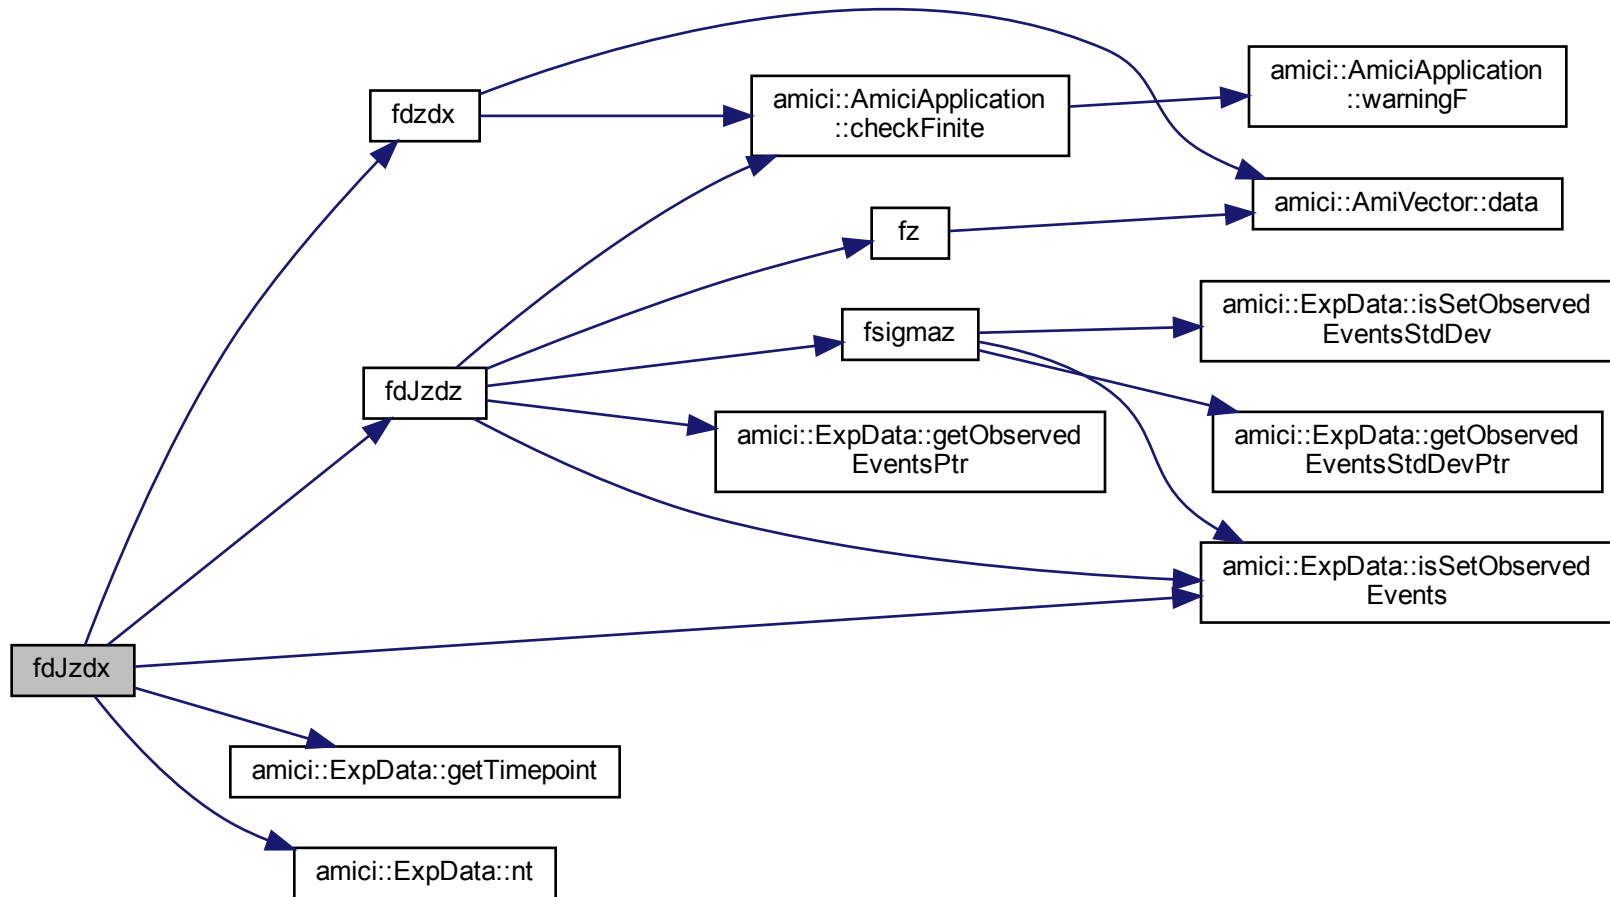 fdzdx
amici::AmiciApplication
::checkFinite
amici::AmiciApplication
::warningF
amici::AmiVector::data
fz
fsigmaz
amici::ExpData::isSetObserved
EventsStdDev
fdJzdz
amici::ExpData::getObserved
EventsPtr
amici::ExpData::getObserved
EventsStdDevPtr
amici::ExpData::isSetObserved
Events
fdJzdx
amici::ExpData::getTimepoint
amici::ExpData::nt